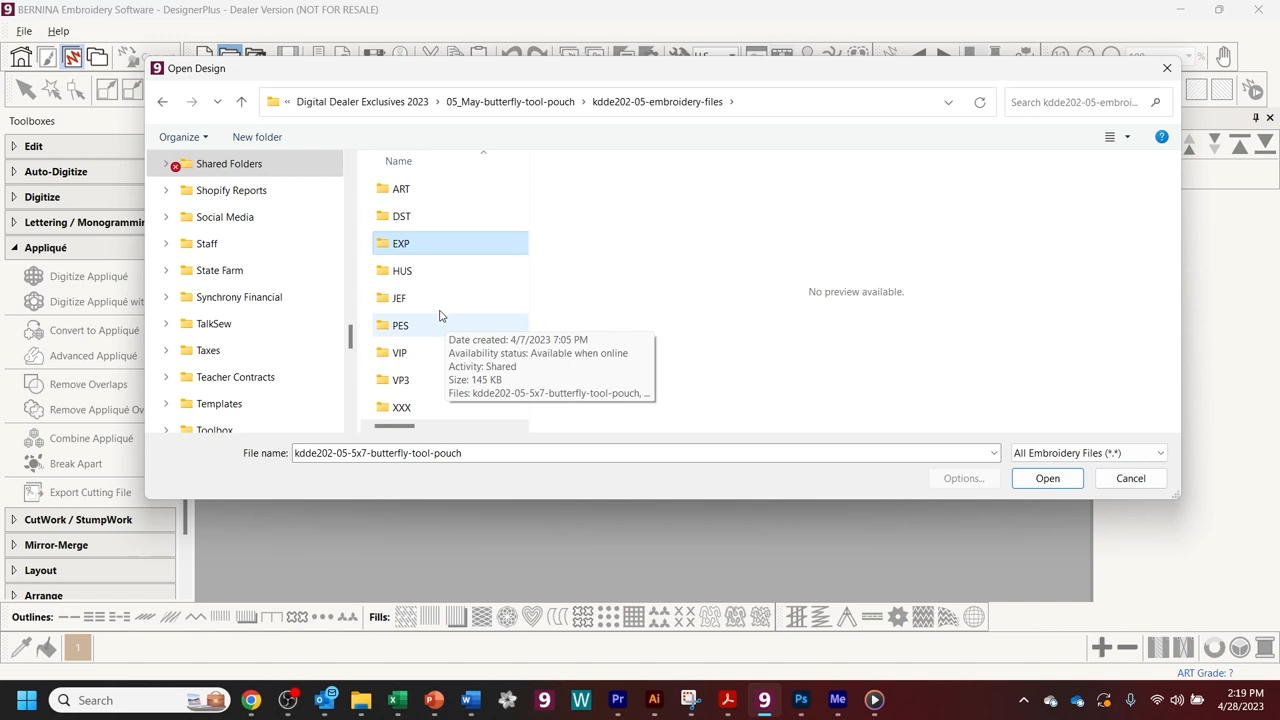 9 BERNINA Embroidery Software - DesignerPlus - Dealer Version (NOT FOR RESALE)
File Help
9 Open Design
« Digital Dealer Exclusives 2023 › 05_May-butterfly-tool-pouch › kdde202-05-embroidery-files ›
Search kdde202-05-embroi...
Organize New folder
Toolboxes
Edit
Auto-Digitize
Digitize
Lettering / Monogrammin
Appliqué
Digitize Appliqué
Digitize Appliqué wit
Convert to Appliqué
Advanced Appliqué
Remove Overlaps
Remove Appliqué Ov
Combine Appliqué
Break Apart
Export Cutting File
CutWork / StumpWork
Mirror-Merge
Layout
Arrange
Shared Folders
Shopify Reports
Social Media
Staff
State Farm
Synchrony Financial
TalkSew
Taxes
Teacher Contracts
Templates
Toolbox
Name
ART
DST
EXP
HUS
JEF
PES
VIP
VP3
XXX
Date created: 4/7/2023 7:05 PM
Availability status: Available when online
Activity: Shared
Size: 145 KB
Files: kdde202-05-5x7-butterfly-tool-pouch, ...
No preview available.
File name: kdde202-05-5x7-butterfly-tool-pouch
All Embroidery Files (*.*)
Options... Open Cancel
Outlines: Fills:
1
ART Grade: ?
Search
2:19 PM
4/28/2023